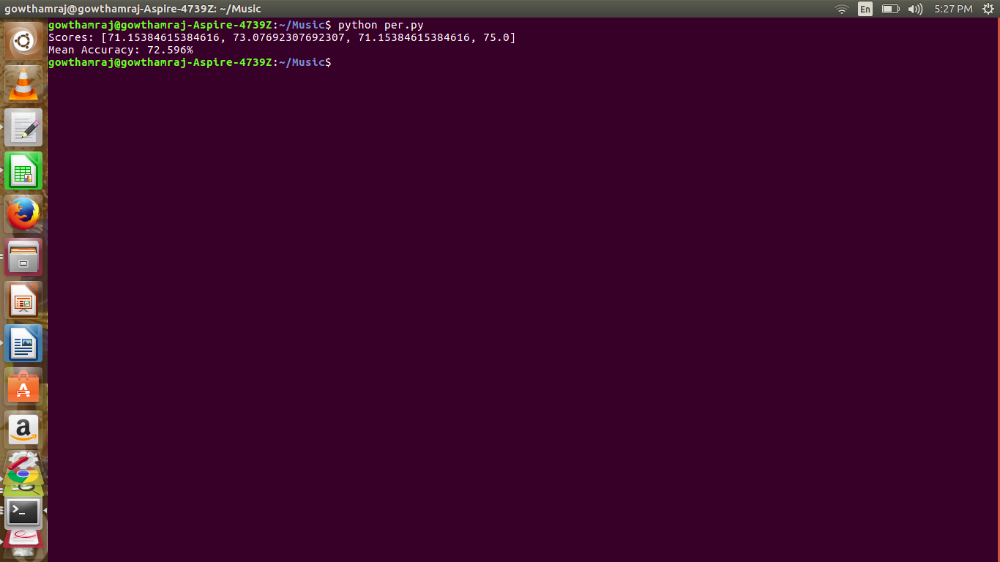 gowthamraj@gowthamraj-Aspire-4739Z: ~/Music
En
5:27 PM
gowthamraj@gowthamraj-Aspire-4739Z:~/Music$ python per.py
Scores: [71.15384615384616, 73.07692307692307, 71.15384615384616, 75.0]
Mean Accuracy: 72.596%
gowthamraj@gowthamraj-Aspire-4739Z:~/Music$
A
a
>_